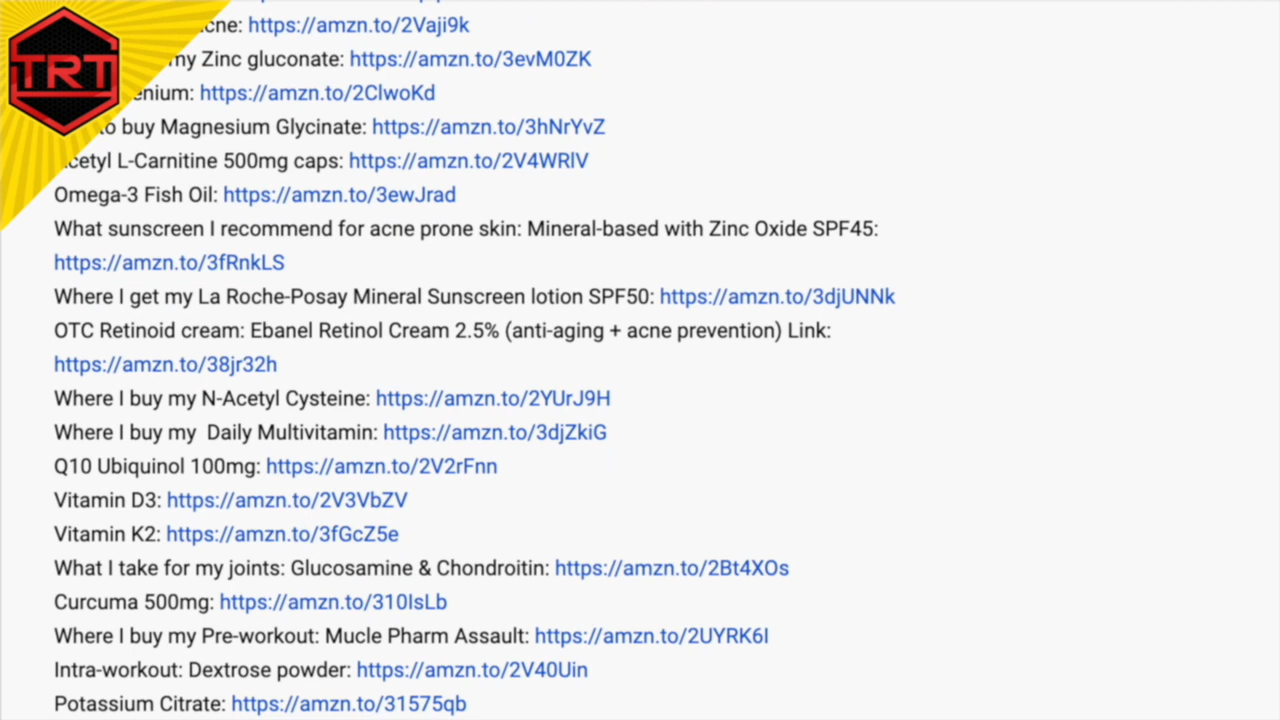 TRT
acne: https://amzn.to/2Vaji9k
my Zinc gluconate: https://amzn.to/3evM0ZK
https://amzn.to/2ClwoKd
to buy Magnesium Glycinate: https://amzn.to/3hNrYvZ
L-Carnitine 500mg caps: https://amzn.to/2V4WRlV
Omega-3 Fish Oil: https://amzn.to/3ewJrad
What sunscreen I recommend for acne prone skin: Mineral-based with Zinc Oxide SPF45:
https://amzn.to/3fRnkLS
Where I get my La Roche-Posay Mineral Sunscreen lotion SPF50: https://amzn.to/3djUNNk
OTC Retinoid cream: Ebanel Retinol Cream 2.5% (anti-aging + acne prevention) Link:
https://amzn.to/38jr32h
Where I buy my N-Acetyl Cysteine: https://amzn.to/2YUrJ9H
Where I buy my  Daily Multivitamin: https://amzn.to/3djZkiG
Q10 Ubiquinol 100mg: https://amzn.to/2V2rFnn
Vitamin D3: https://amzn.to/2V3VbZV
Vitamin K2: https://amzn.to/3fGcZ5e
What I take for my joints: Glucosamine & Chondroitin: https://amzn.to/2Bt4XOs
Curcuma 500mg: https://amzn.to/310IsLb
Where I buy my Pre-workout: Mucle Pharm Assault: https://amzn.to/2UYRK6I
Intra-workout: Dextrose powder: https://amzn.to/2V40Uin
Potassium Citrate: https://amzn.to/31575qb